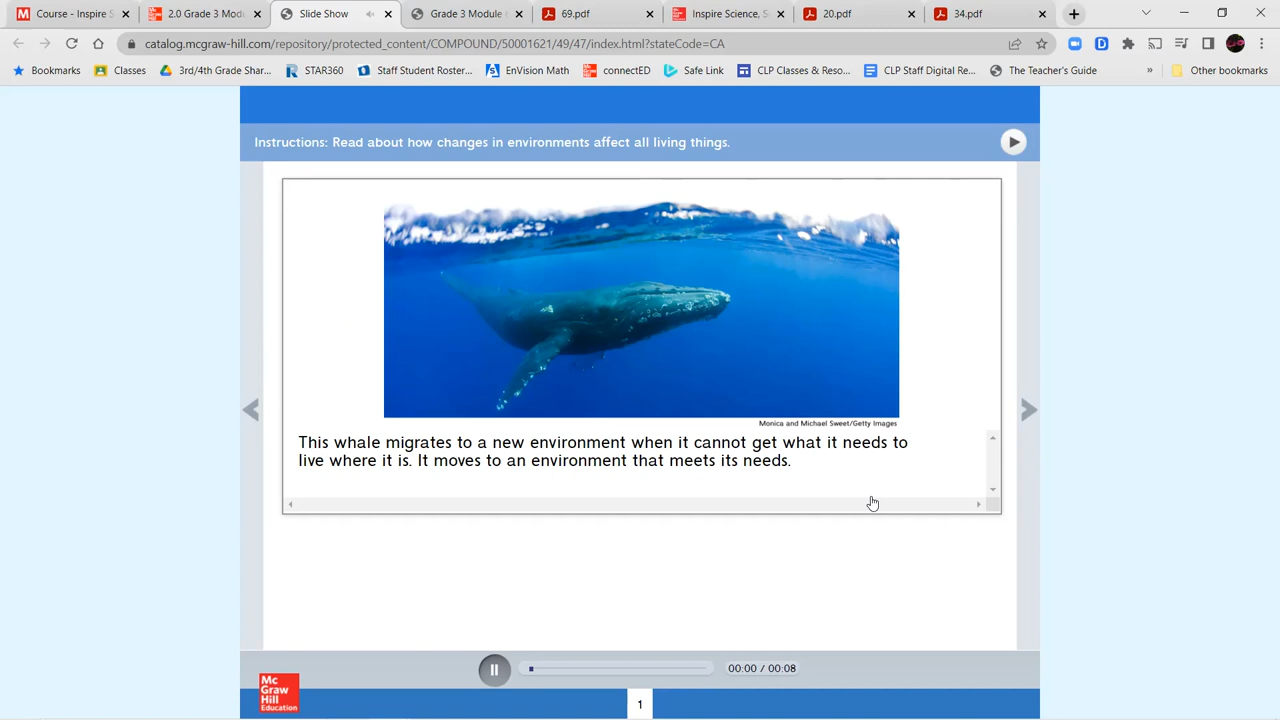 Course - Inspire S
2.0 Grade 3 Modu
Slide Show
Grade 3 Module
69.pdf
Inspire Science, S
20.pdf
34.pdf
catalog.mcgraw-hill.com/repository/protected_content/COMPOUND/50001621/49/47/index.html?stateCode=CA
Bookmarks
Classes
3rd/4th Grade Shar...
STAR360
Staff Student Roster...
EnVision Math
connectED
Safe Link
CLP Classes & Reso...
CLP Staff Digital Re...
The Teacher's Guide
»
Other bookmarks
Instructions: Read about how changes in environments affect all living things.
Monica and Michael Sweet/Getty Images
This whale migrates to a new environment when it cannot get what it needs to
live where it is. It moves to an environment that meets its needs.
00:00 / 00:08
Mc
Graw
Hill
Education
1